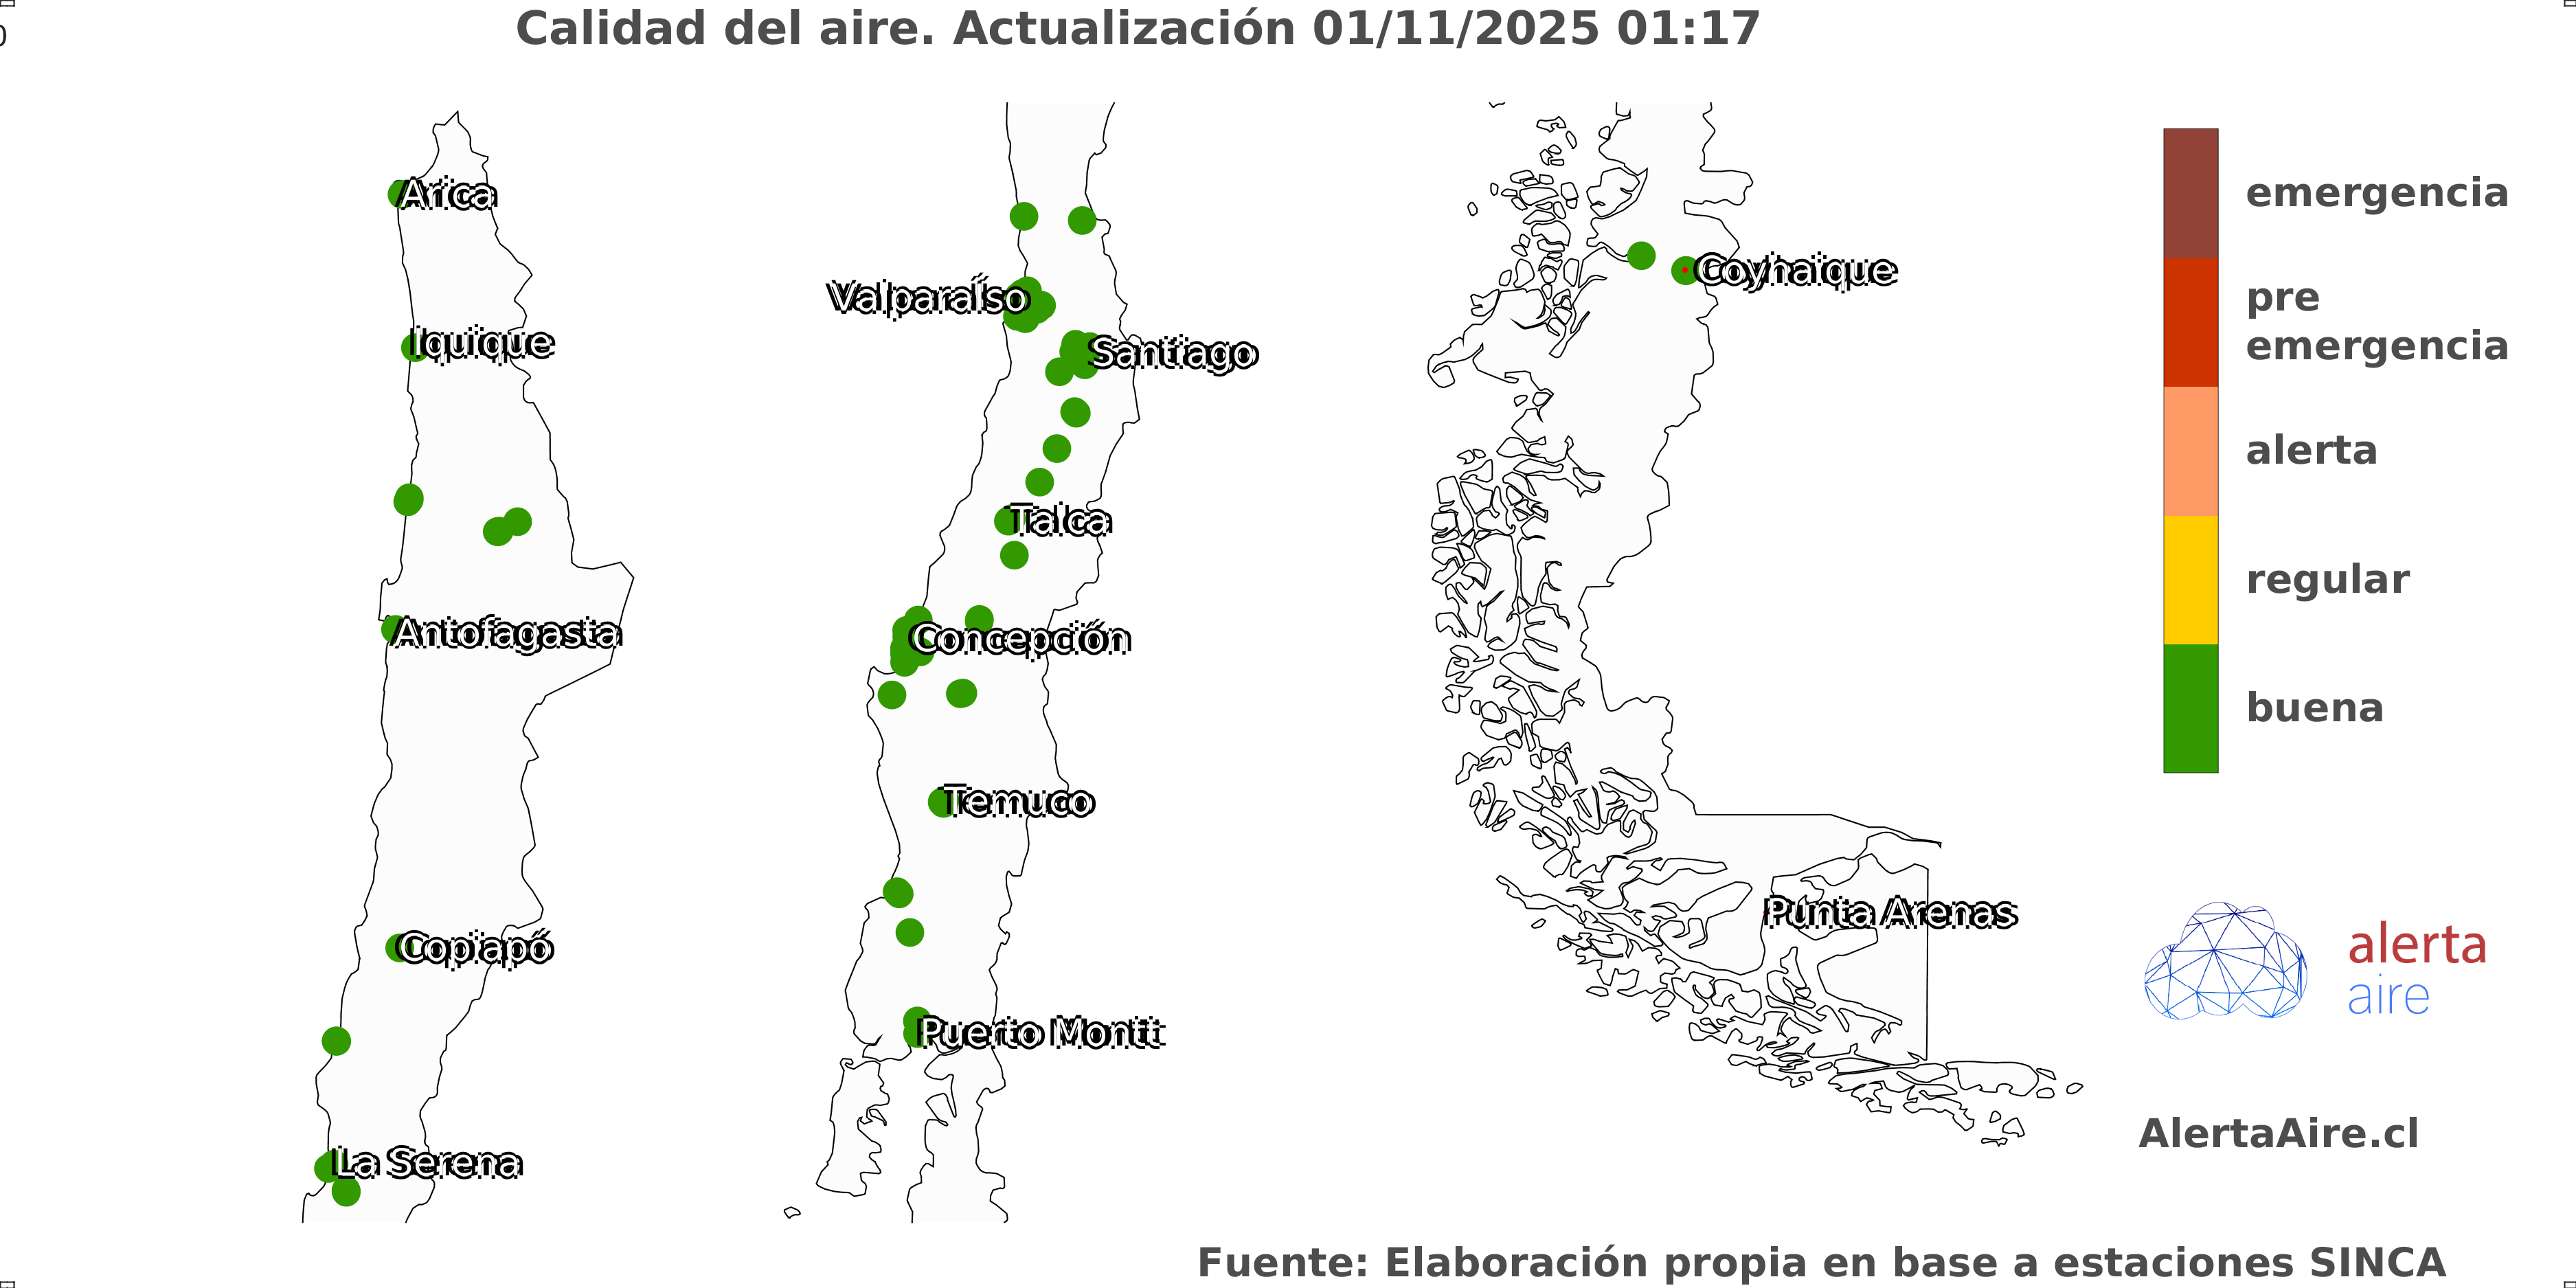 Calidad del aire. Actualización 01/11/2025 01:17
0
Arica
Iquique
Antofagasta
Copiapó
La Serena
Valparaíso
Santiago
Talca
Concepción
Temuco
Puerto Montt
Coyhaique
Punta Arenas
emergencia
pre
emergencia
alerta
regular
buena
alerta
aire
AlertaAire.cl
Fuente: Elaboración propia en base a estaciones SINCA